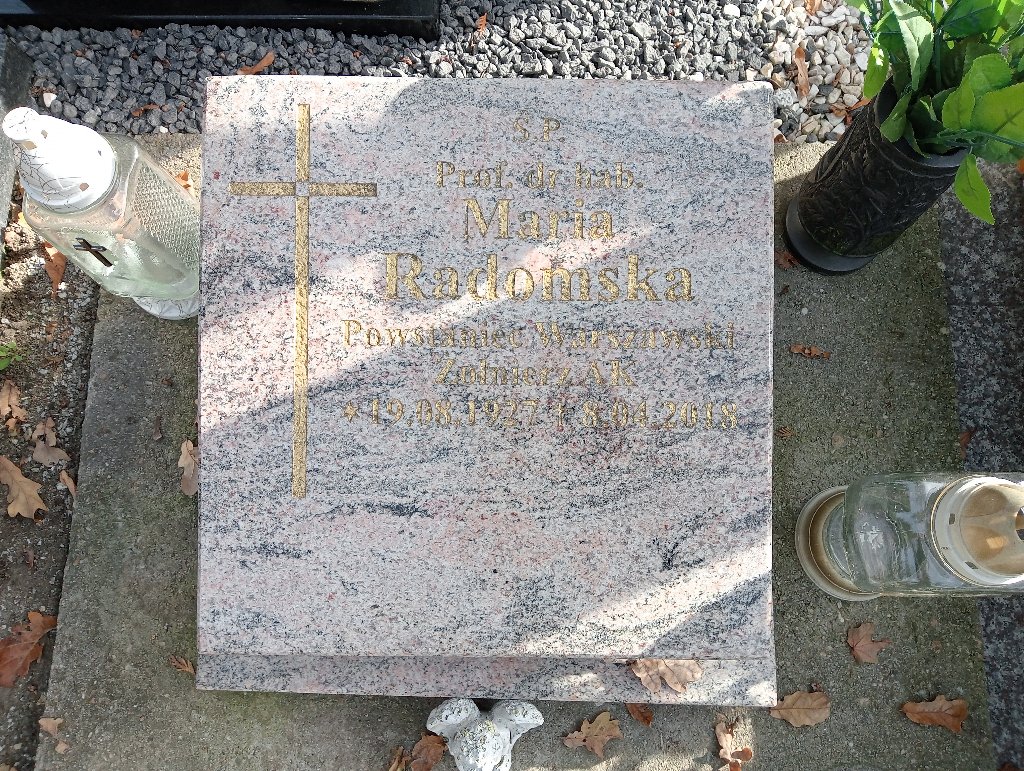 Ś.P.
Prof. dr hab.
Maria
Radomska
Powstaniec Warszawski
Żołnierz AK
* 19.08.1927 † 8.04.2018